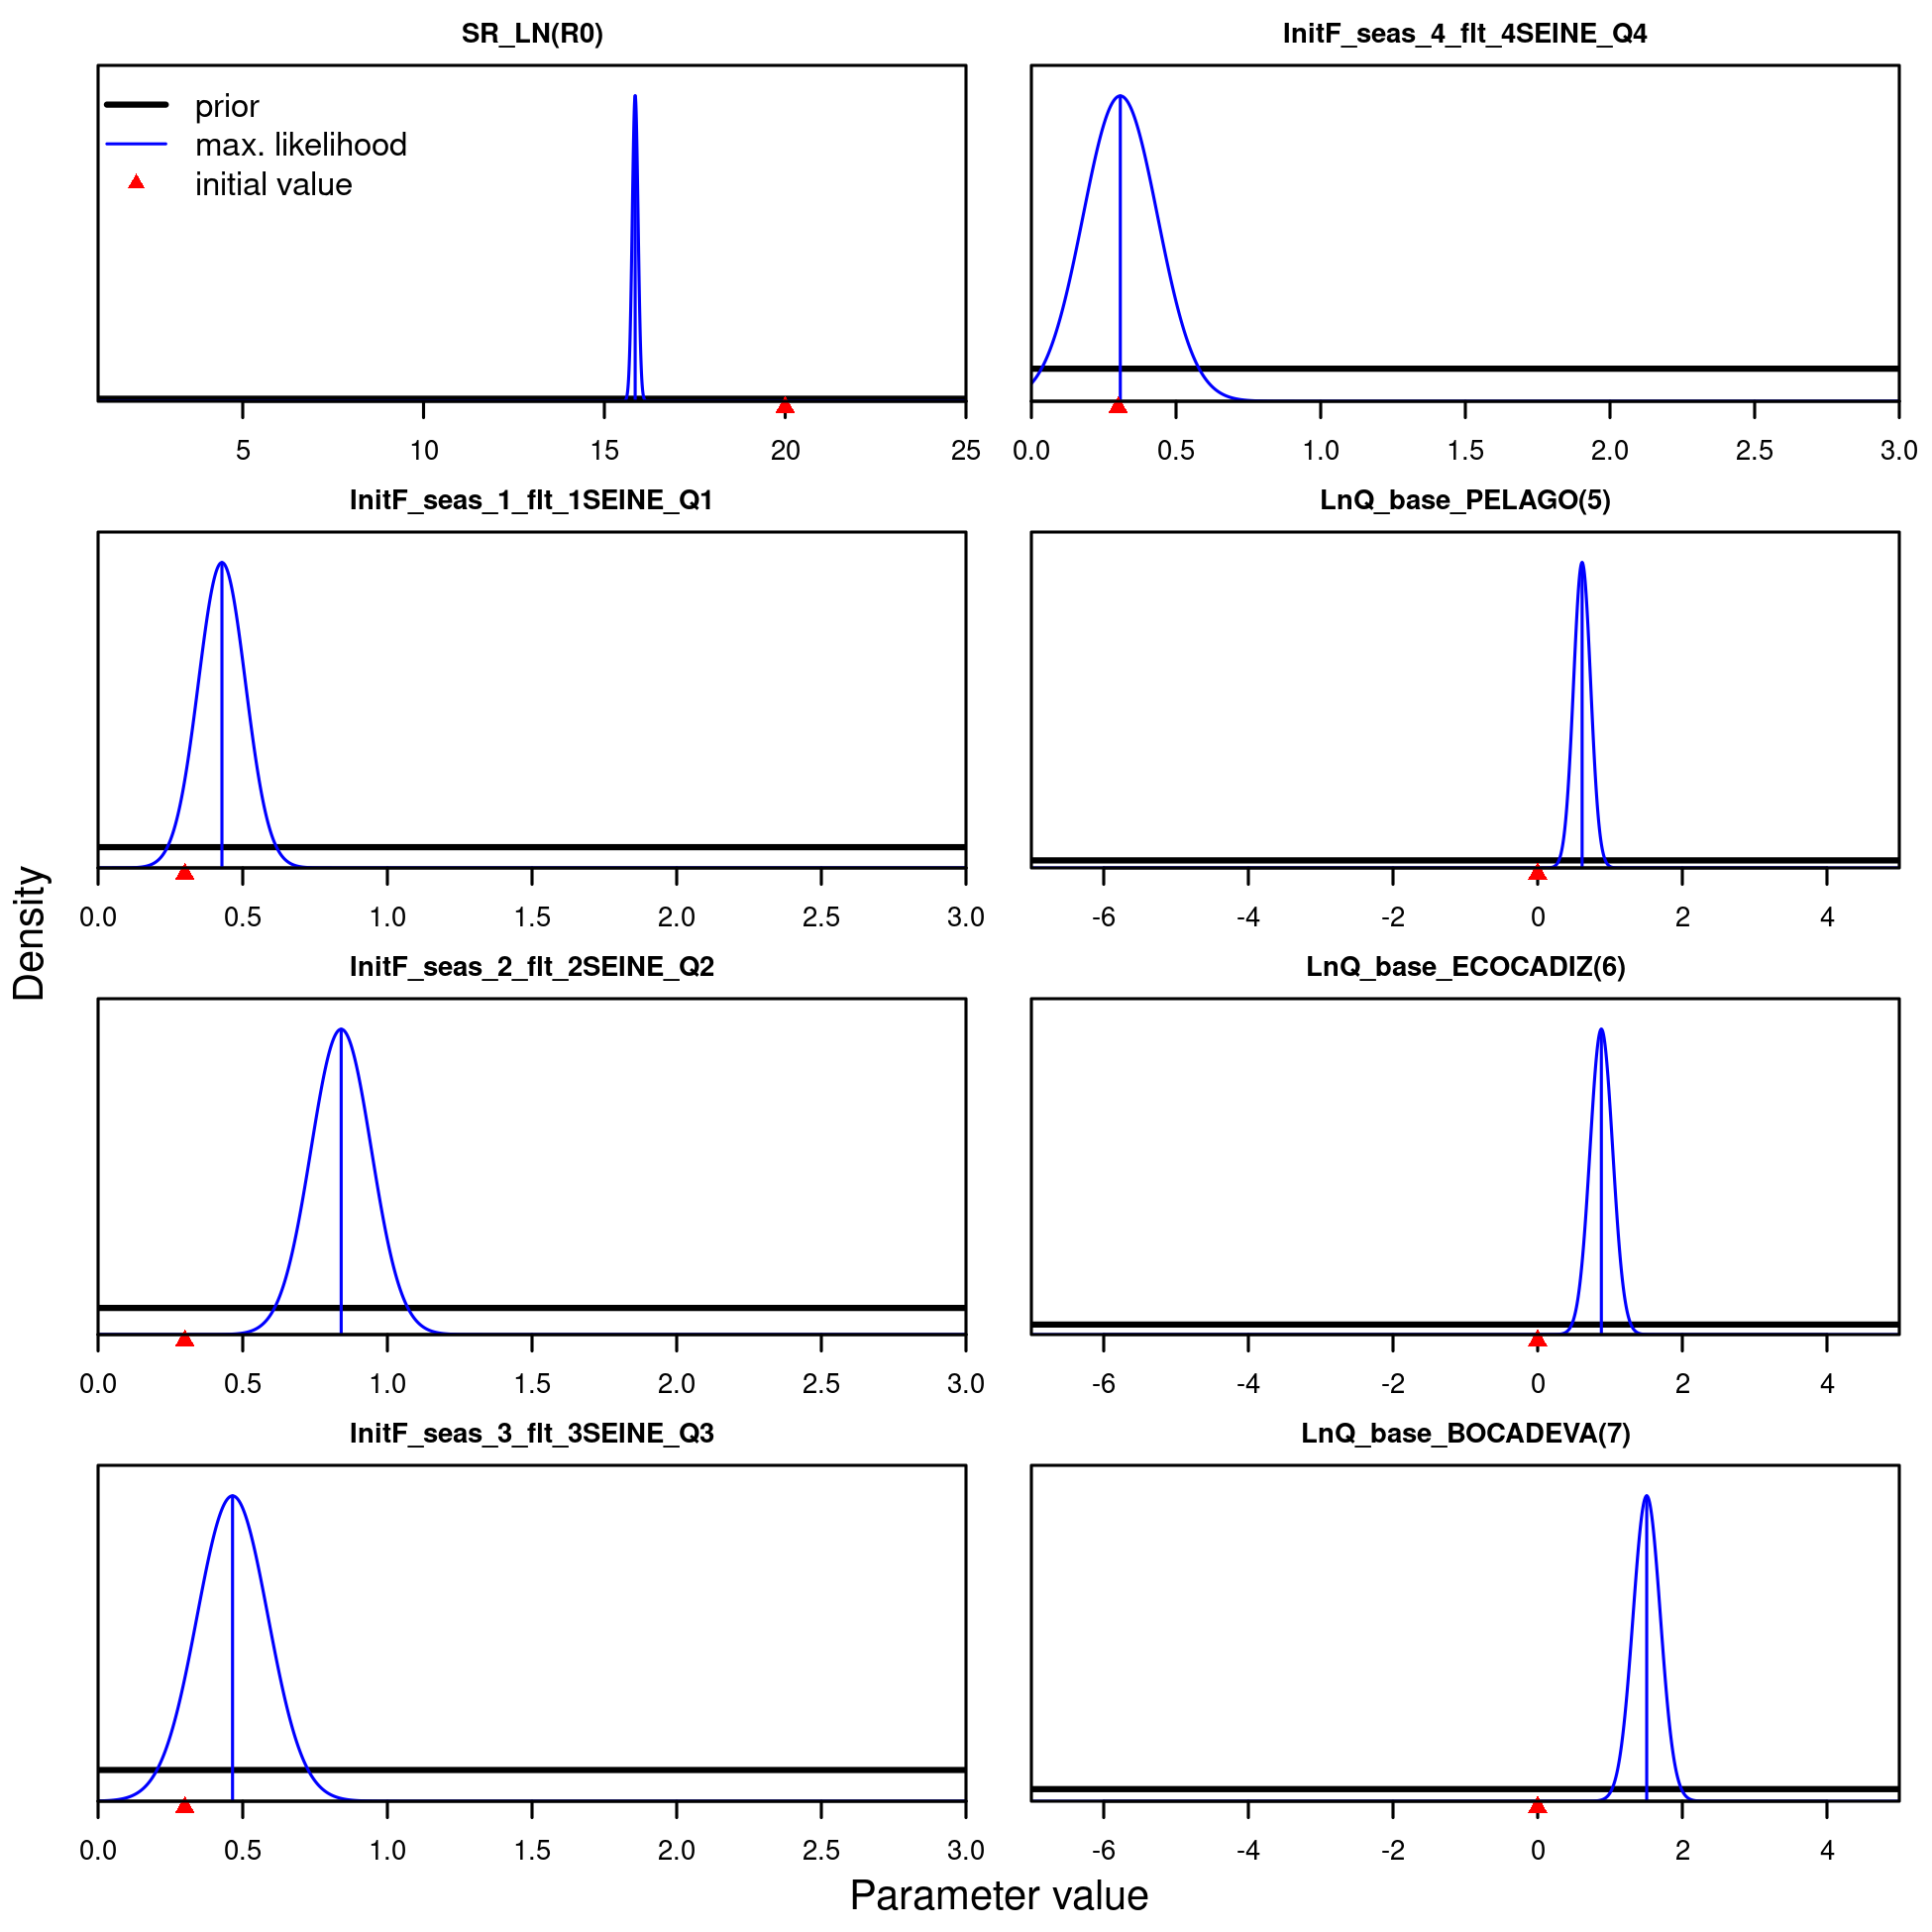 SR_LN(R0)
prior
max. likelihood
initial value
5 10 15 20 25
InitF_seas_4_flt_4SEINE_Q4
0.0 0.5 1.0 1.5 2.0 2.5 3.0
InitF_seas_1_flt_1SEINE_Q1
0.0 0.5 1.0 1.5 2.0 2.5 3.0
LnQ_base_PELAGO(5)
-6 -4 -2 0 2 4
InitF_seas_2_flt_2SEINE_Q2
0.0 0.5 1.0 1.5 2.0 2.5 3.0
LnQ_base_ECOCADIZ(6)
-6 -4 -2 0 2 4
InitF_seas_3_flt_3SEINE_Q3
0.0 0.5 1.0 1.5 2.0 2.5 3.0
LnQ_base_BOCADEVA(7)
-6 -4 -2 0 2 4
Density
Parameter value